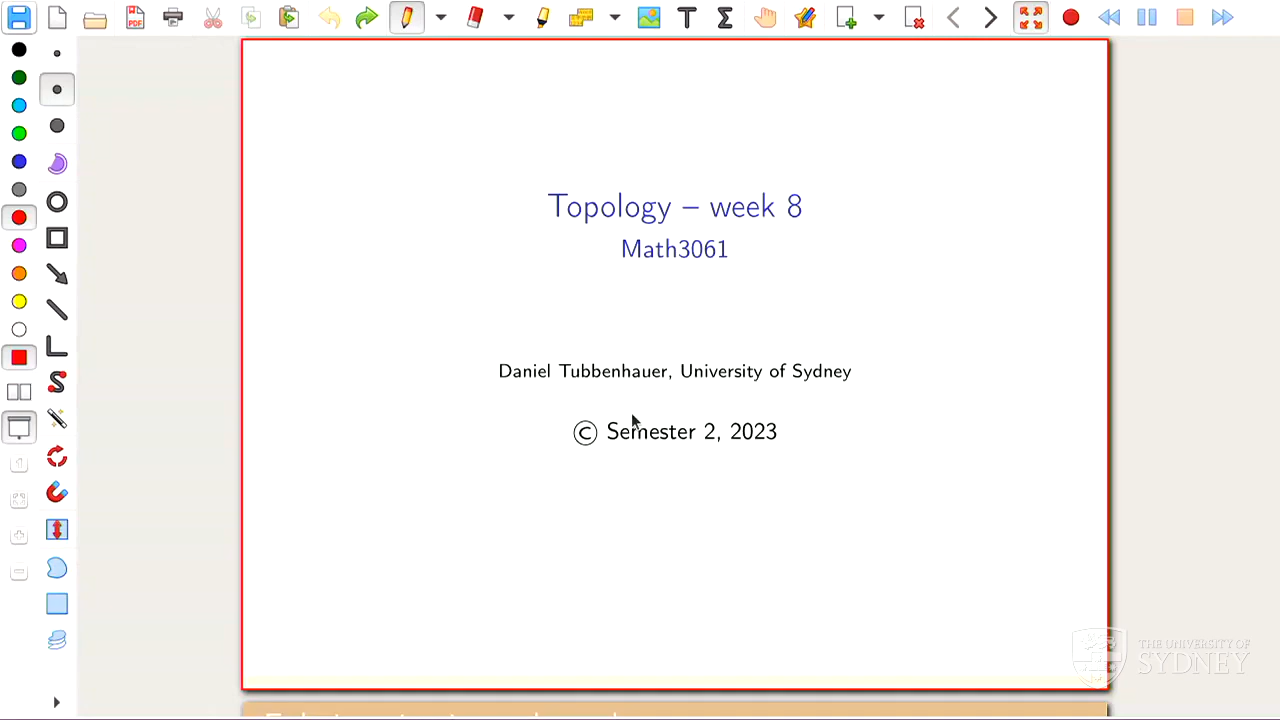 Topology – week 8
Math3061
Daniel Tubbenhauer, University of Sydney
© Semester 2, 2023
THE UNIVERSITY OF
SYDNEY